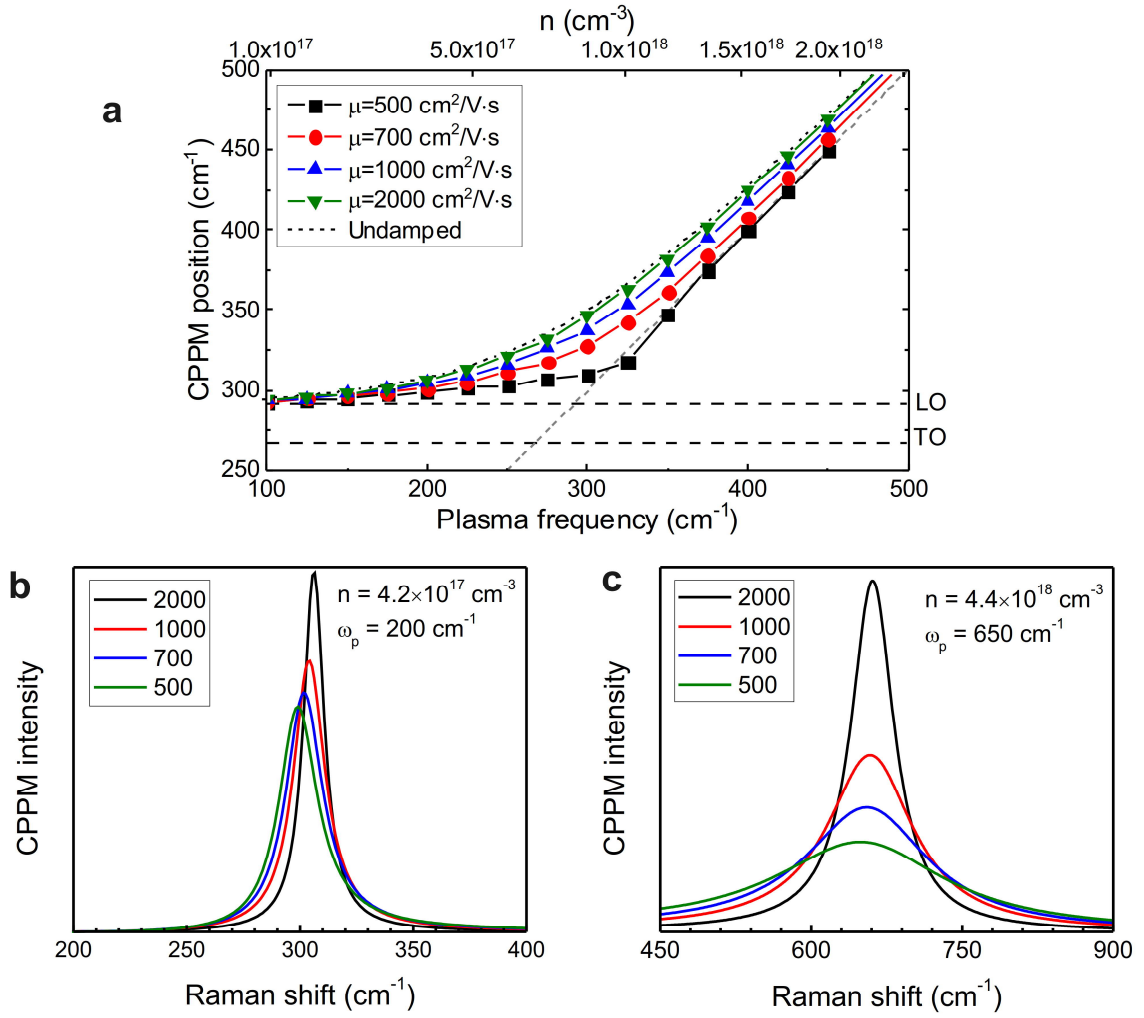 n (cm⁻³)
1.0x10¹⁷ 5.0x10¹⁷ 1.0x10¹⁸ 1.5x10¹⁸ 2.0x10¹⁸
a
500
450
400
350
300
250
CPPM position (cm⁻¹)
μ=500 cm²/V·s
μ=700 cm²/V·s
μ=1000 cm²/V·s
μ=2000 cm²/V·s
Undamped
LO
TO
100 200 300 400 500
Plasma frequency (cm⁻¹)
b
CPPM intensity
2000
1000
700
500
n = 4.2×10¹⁷ cm⁻³
ωₚ = 200 cm⁻¹
200 250 300 350 400
Raman shift (cm⁻¹)
c
CPPM intensity
2000
1000
700
500
n = 4.4×10¹⁸ cm⁻³
ωₚ = 650 cm⁻¹
450 600 750 900
Raman shift (cm⁻¹)